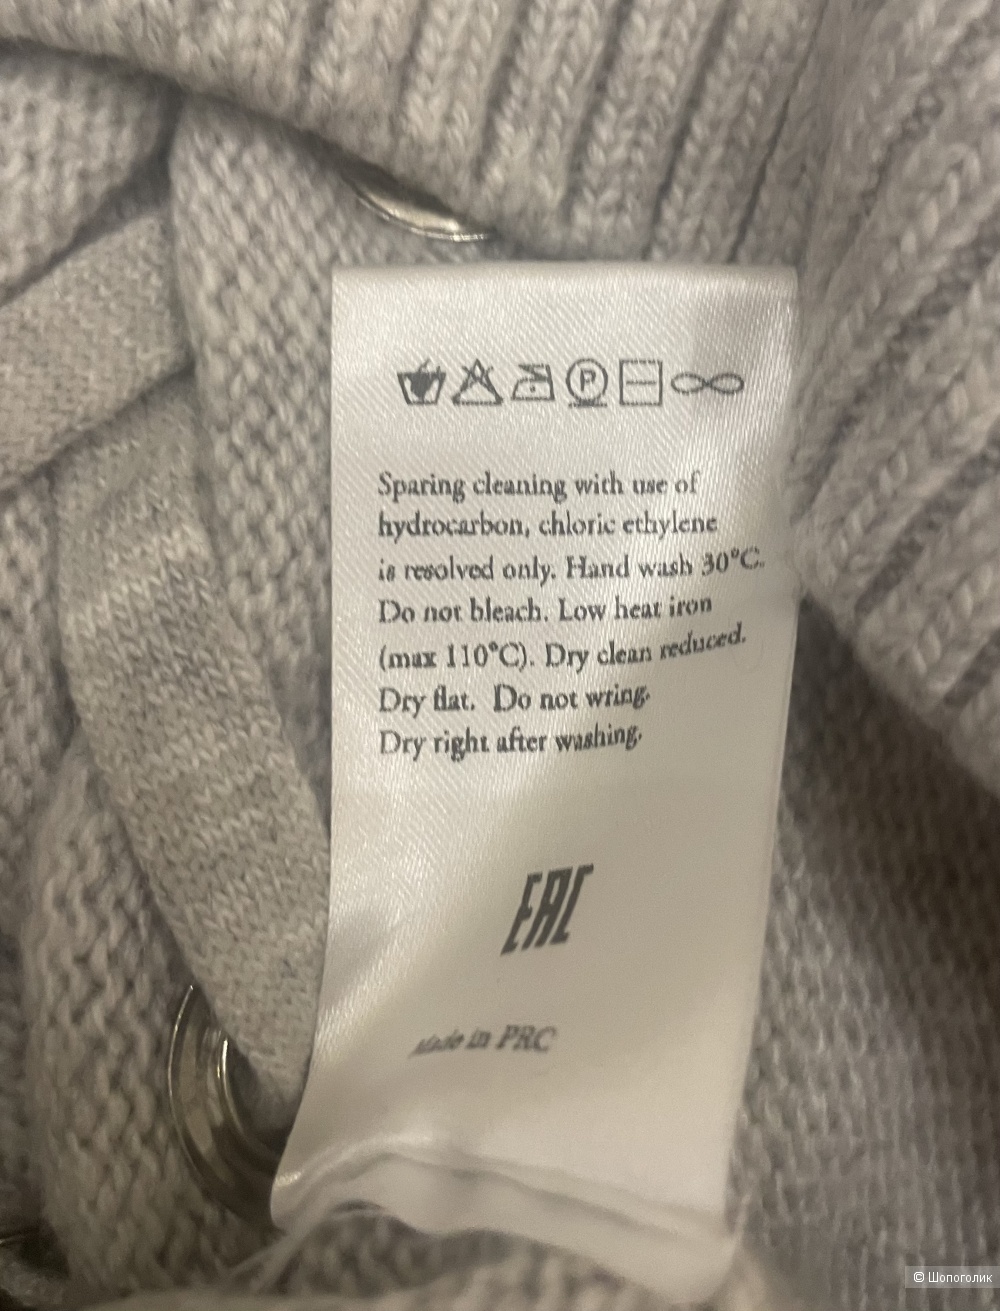 P
Sparing cleaning with use of
hydrocarbon, chloric ethylene
is resolved only. Hand wash 30°C.
Do not bleach. Low heat iron
(max 110°C). Dry clean reduced.
Dry flat.  Do not wring.
Dry right after washing.
EAC
Made in PRC
© Шопоголик